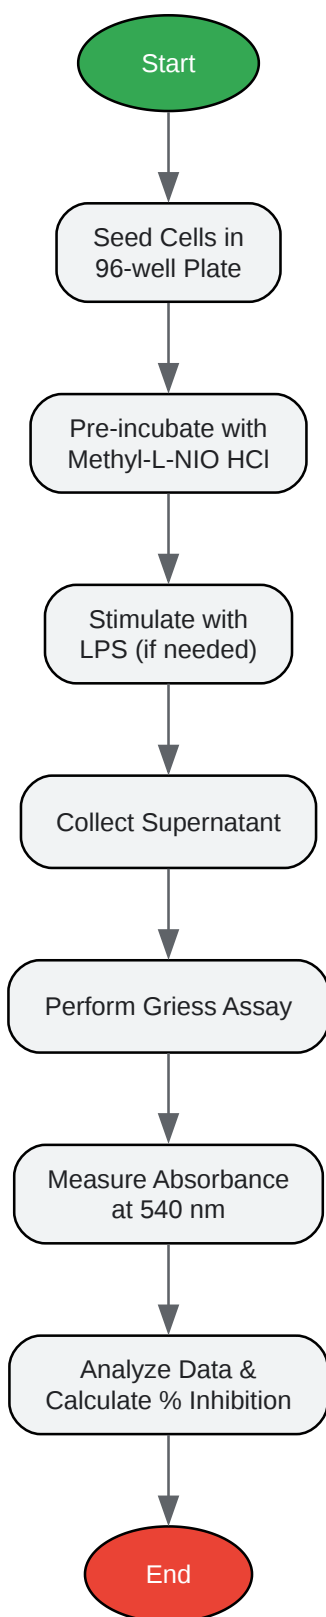 Start
Seed Cells in
96-well Plate
Pre-incubate with
Methyl-L-NIO HCl
Stimulate with
LPS (if needed)
Collect Supernatant
Perform Griess Assay
Measure Absorbance
at 540 nm
Analyze Data &
Calculate % Inhibition
End